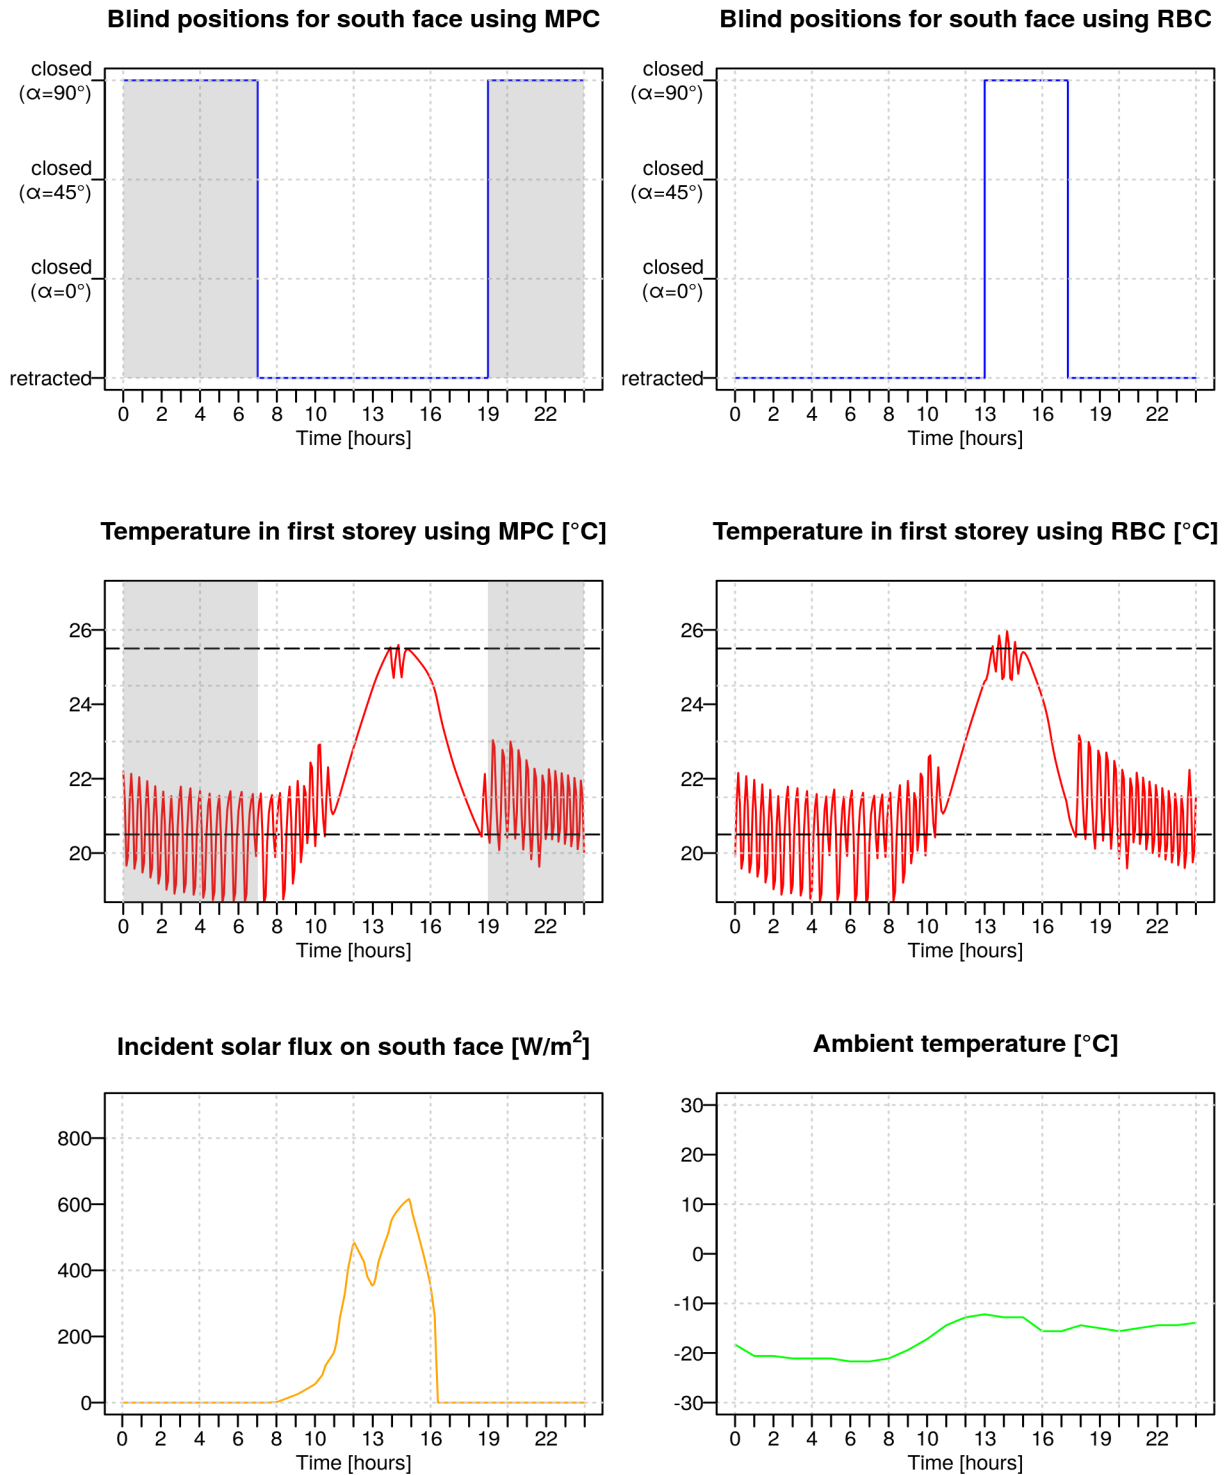 Blind positions for south face using MPC
closed
(α=90°)
closed
(α=45°)
closed
(α=0°)
retracted
0 2 4 6 8 10 13 16 19 22
Time [hours]
Blind positions for south face using RBC
closed
(α=90°)
closed
(α=45°)
closed
(α=0°)
retracted
0 2 4 6 8 10 13 16 19 22
Time [hours]
Temperature in first storey using MPC [°C]
26
24
22
20
0 2 4 6 8 10 13 16 19 22
Time [hours]
Temperature in first storey using RBC [°C]
26
24
22
20
0 2 4 6 8 10 13 16 19 22
Time [hours]
Incident solar flux on south face [W/m²]
800
600
400
200
0
0 2 4 6 8 10 13 16 19 22
Time [hours]
Ambient temperature [°C]
30
20
10
0
-10
-20
-30
0 2 4 6 8 10 13 16 19 22
Time [hours]